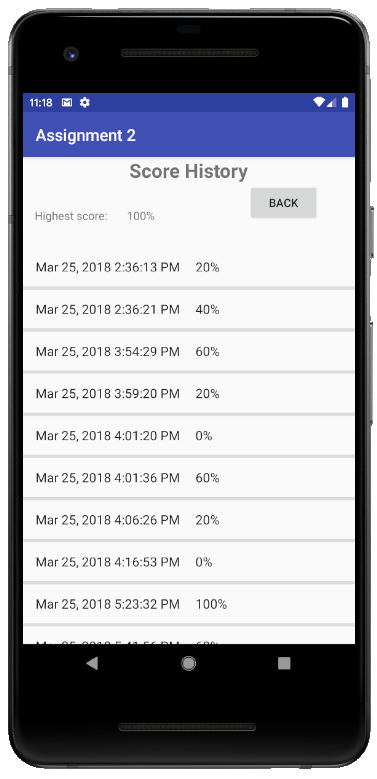 11:18
Assignment 2
Score History
BACK
Highest score: 100%
Mar 25, 2018 2:36:13 PM 20%
Mar 25, 2018 2:36:21 PM 40%
Mar 25, 2018 3:54:29 PM 60%
Mar 25, 2018 3:59:20 PM 20%
Mar 25, 2018 4:01:20 PM 0%
Mar 25, 2018 4:01:36 PM 60%
Mar 25, 2018 4:06:26 PM 20%
Mar 25, 2018 4:16:53 PM 0%
Mar 25, 2018 5:23:32 PM 100%